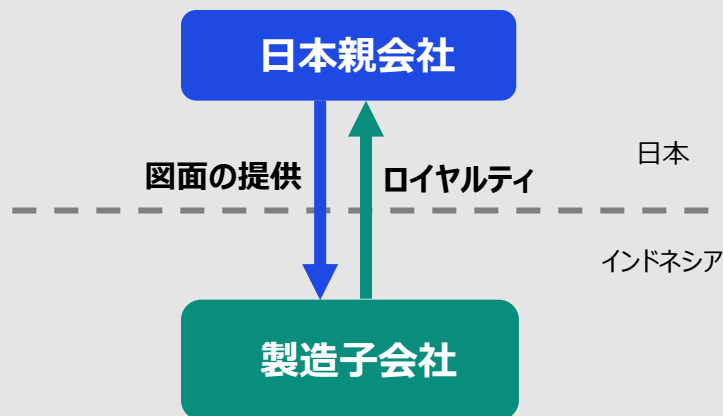 日本親会社
日本
図面の提供
ロイヤルティ
インドネシア
製造子会社